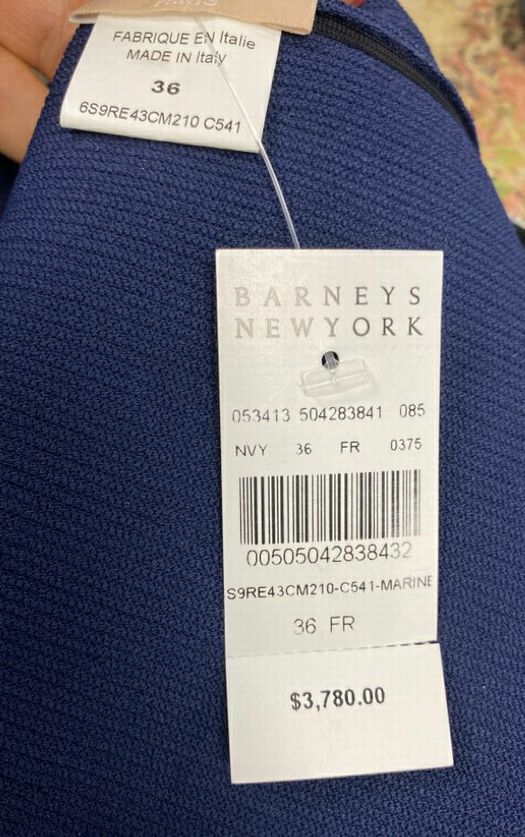 FABRIQUE EN Italie
MADE IN Italy
36
6S9RE43CM210 C541
BARNEYS
NEWYORK
053413 504283841 085
NVY 36 FR 0375
00505042838432
S9RE43CM210-C541-MARINE
36 FR
$3,780.00